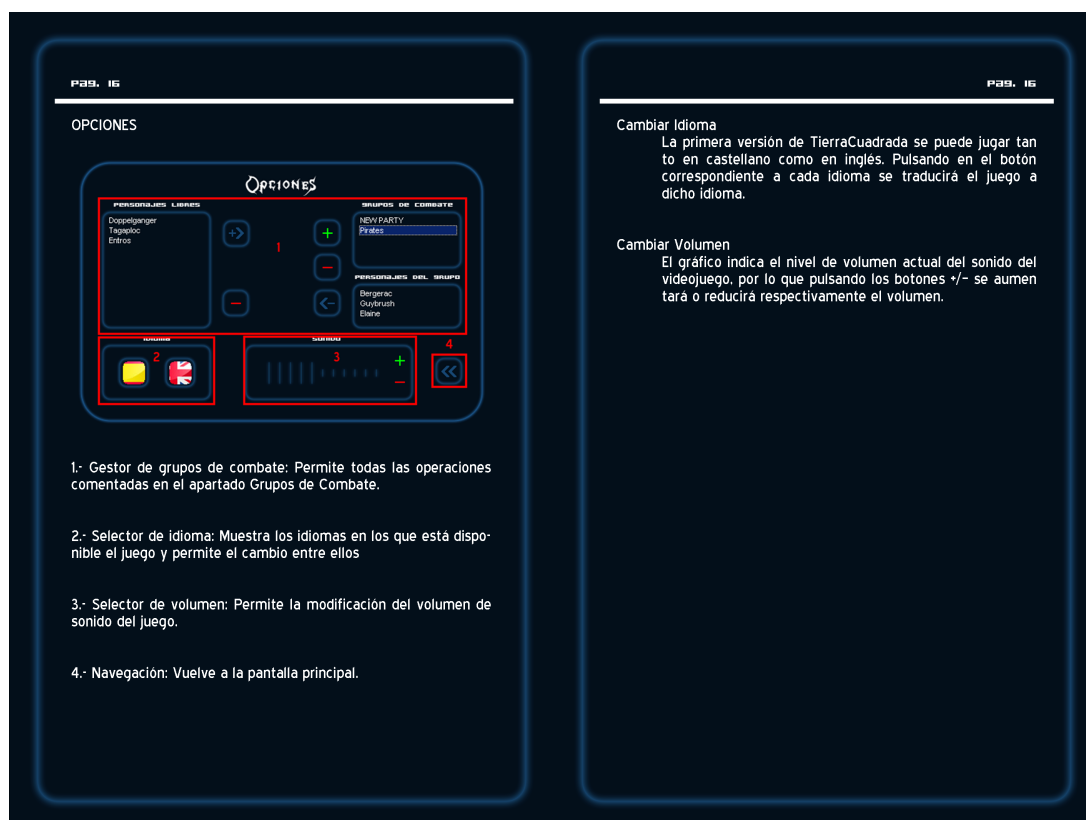 Pag. 16
OPCIONES
Opciones
Personajes Libres
Doppelganger
Tagaploc
Entros
1
Grupos de Combate
NEW PARTY
Pirates
Personajes del grupo
Bergerac
Guybrush
Elaine
Idioma
2
Sonido
3
4
1.- Gestor de grupos de combate: Permite todas las operaciones
comentadas en el apartado Grupos de Combate.
2.- Selector de idioma: Muestra los idiomas en los que está dispo-
nible el juego y permite el cambio entre ellos
3.- Selector de volumen: Permite la modificación del volumen de
sonido del juego.
4.- Navegación: Vuelve a la pantalla principal.
Pag. 16
Cambiar Idioma
La primera versión de TierraCuadrada se puede jugar tan
to en castellano como en inglés. Pulsando en el botón
correspondiente a cada idioma se traducirá el juego a
dicho idioma.
Cambiar Volumen
El gráfico indica el nivel de volumen actual del sonido del
videojuego, por lo que pulsando los botones +/- se aumen
tará o reducirá respectivamente el volumen.